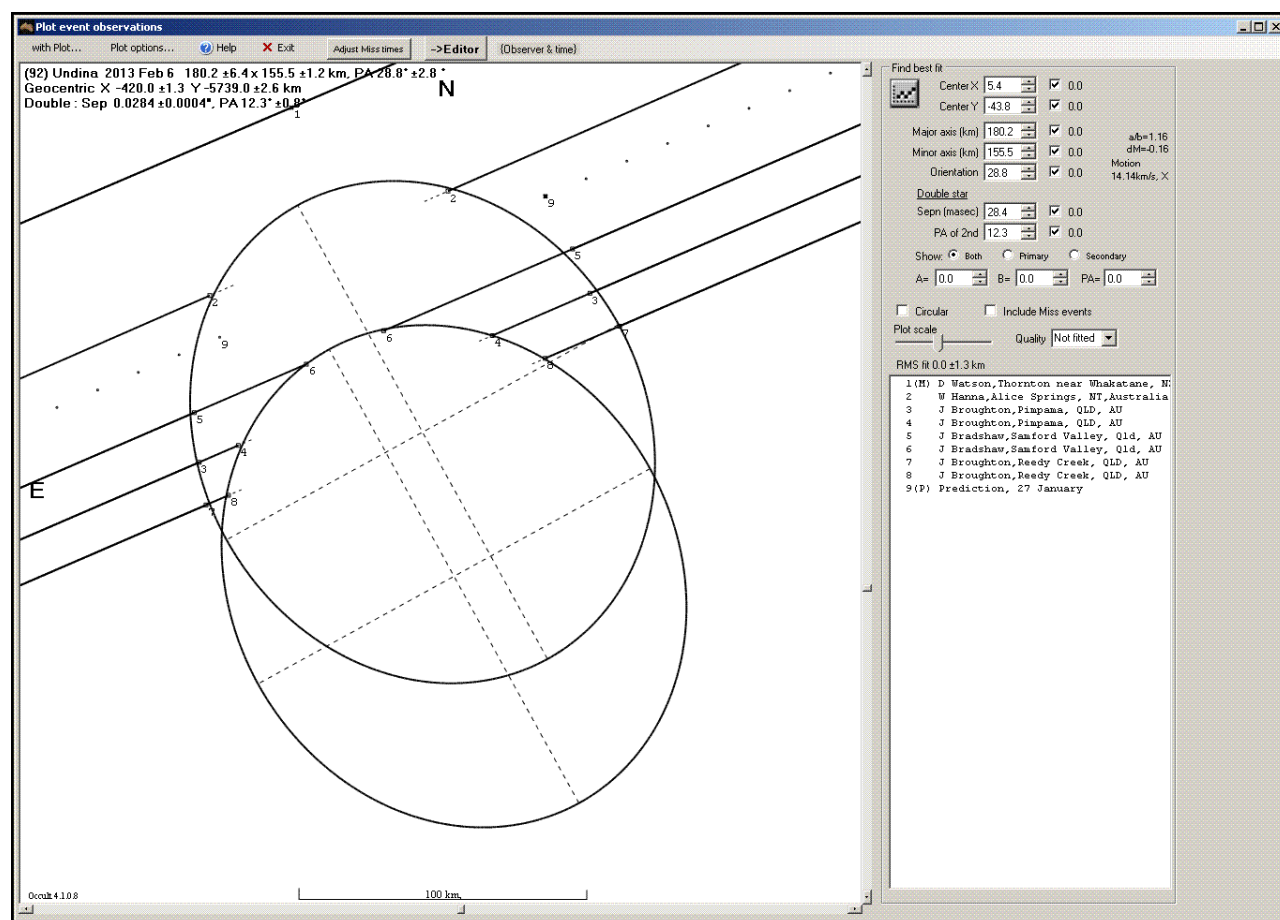 Plot event observations
with Plot... Plot options... Help Exit Adjust Miss times ->Editor {Observer & time}
(92) Undina 2013 Feb 6 180.2 ±6.4 x 155.5 ±1.2 km, PA 28.8° ±2.8 °
Geocentric X -420.0 ±1.3 Y -5739.0 ±2.6 km
Double : Sep 0.0284 ±0.0004", PA 12.3° ±0.8°
N
1
2
9
5
2
3
6
7
4
9
8
6
5
4
3
E
8
7
100 km,
Occult 4.1.0.8
Find best fit
Center X 5.4 0.0
Center Y -43.8 0.0
Major axis (km) 180.2 0.0
a/b=1.16
Minor axis (km) 155.5 0.0
dM=-0.16
Motion
Orientation 28.8 0.0
14.14km/s, X
Double star
Sepn (masec) 28.4 0.0
PA of 2nd 12.3 0.0
Show: Both Primary Secondary
A= 0.0 B= 0.0 PA= 0.0
Circular Include Miss events
Plot scale
Quality Not fitted
RMS fit 0.0 ±1.3 km
1(M) D Watson,Thornton near Whakatane, N
2 W Hanna,Alice Springs, NT,Australia
3 J Broughton,Pimpama, QLD, AU
4 J Broughton,Pimpama, QLD, AU
5 J Bradshaw,Samford Valley, Qld, AU
6 J Bradshaw,Samford Valley, Qld, AU
7 J Broughton,Reedy Creek, QLD, AU
8 J Broughton,Reedy Creek, QLD, AU
9(P) Prediction, 27 January